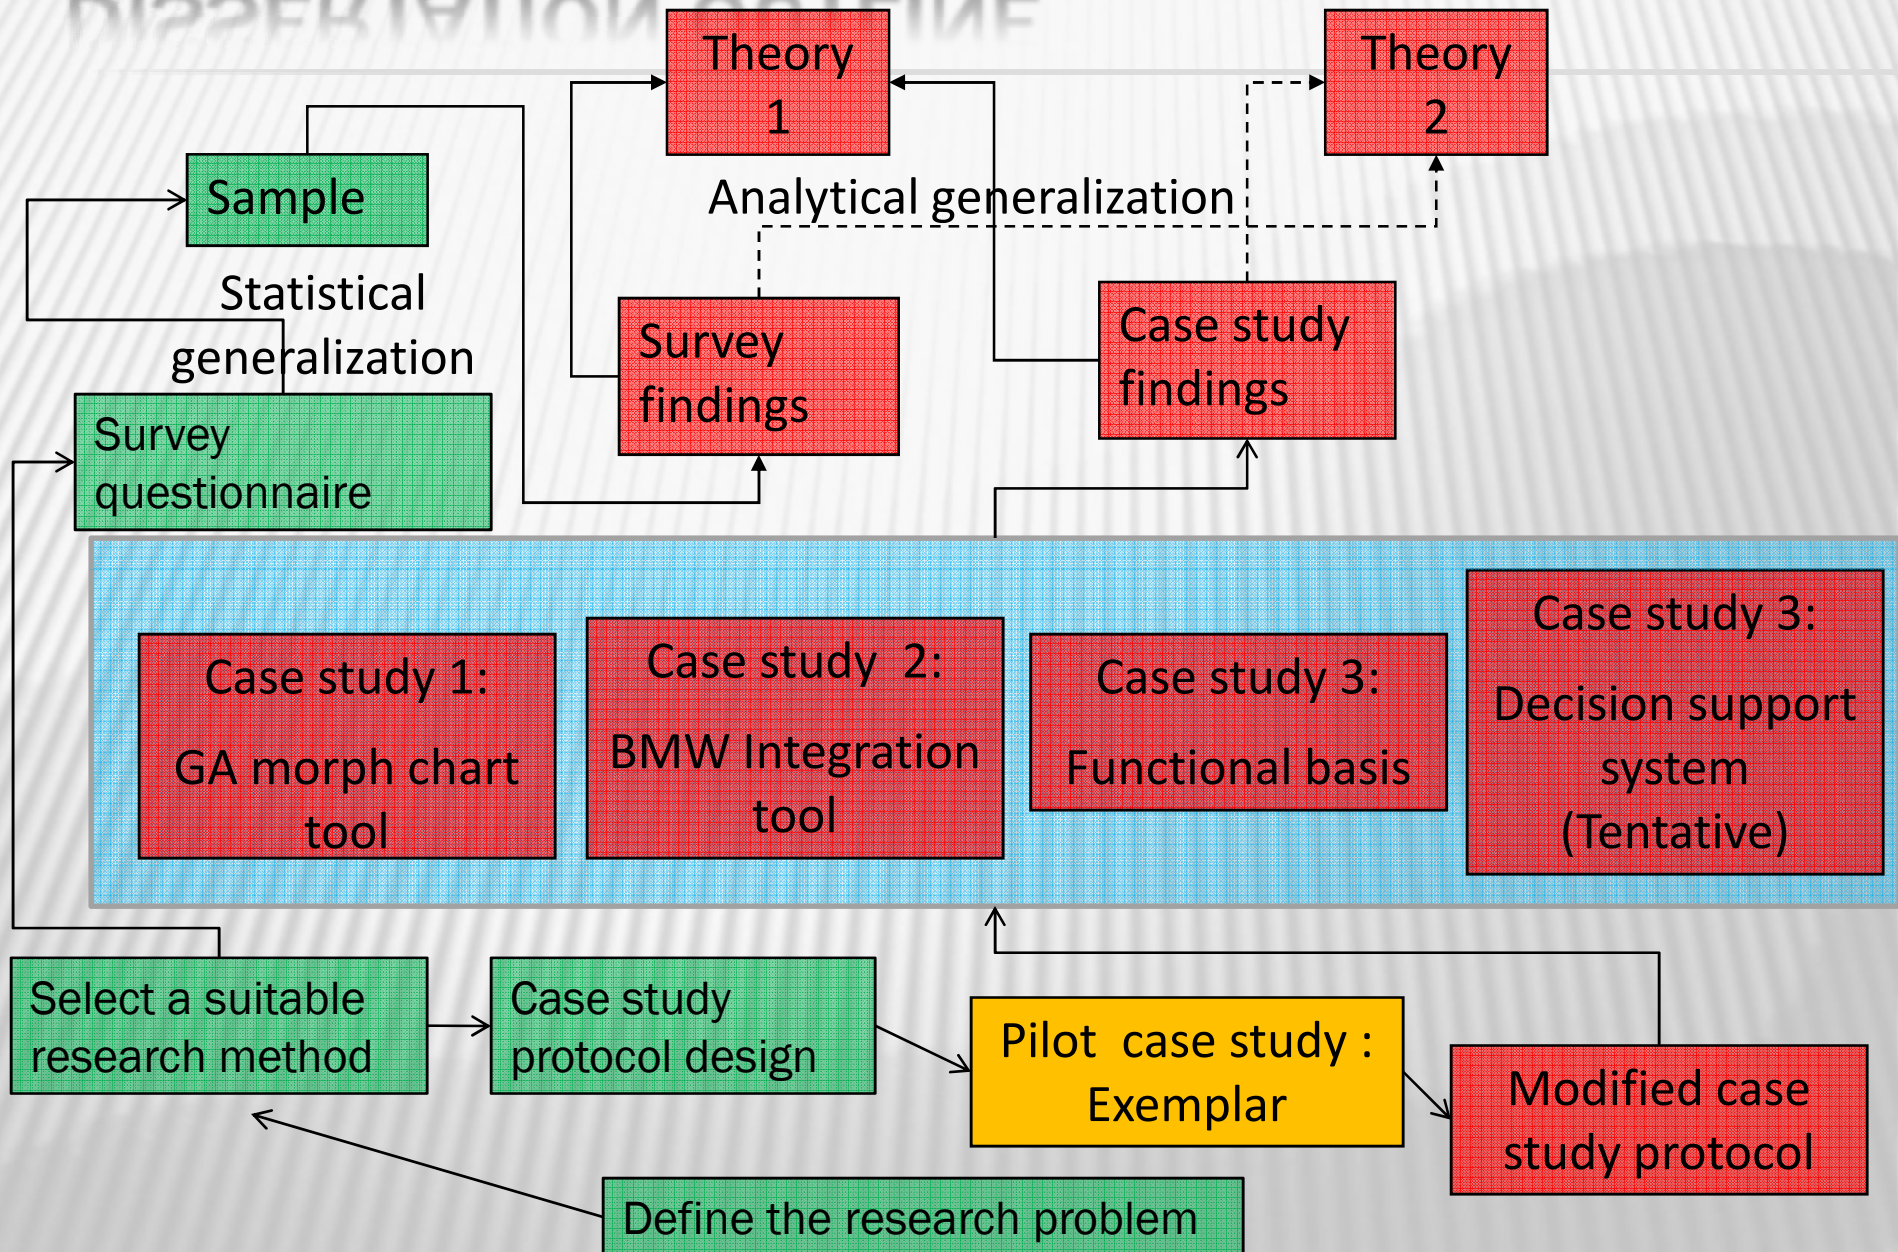 DISSERTATION OUTLINE
Theory
1
Theory
2
Sample
Analytical generalization
Statistical
generalization
Survey
findings
Case study
findings
Survey
questionnaire
Case study 1:
GA morph chart
tool
Case study 2:
BMW Integration
tool
Case study 3:
Functional basis
Case study 3:
Decision support
system
(Tentative)
Select a suitable
research method
Case study
protocol design
Pilot case study :
Exemplar
Modified case
study protocol
Define the research problem